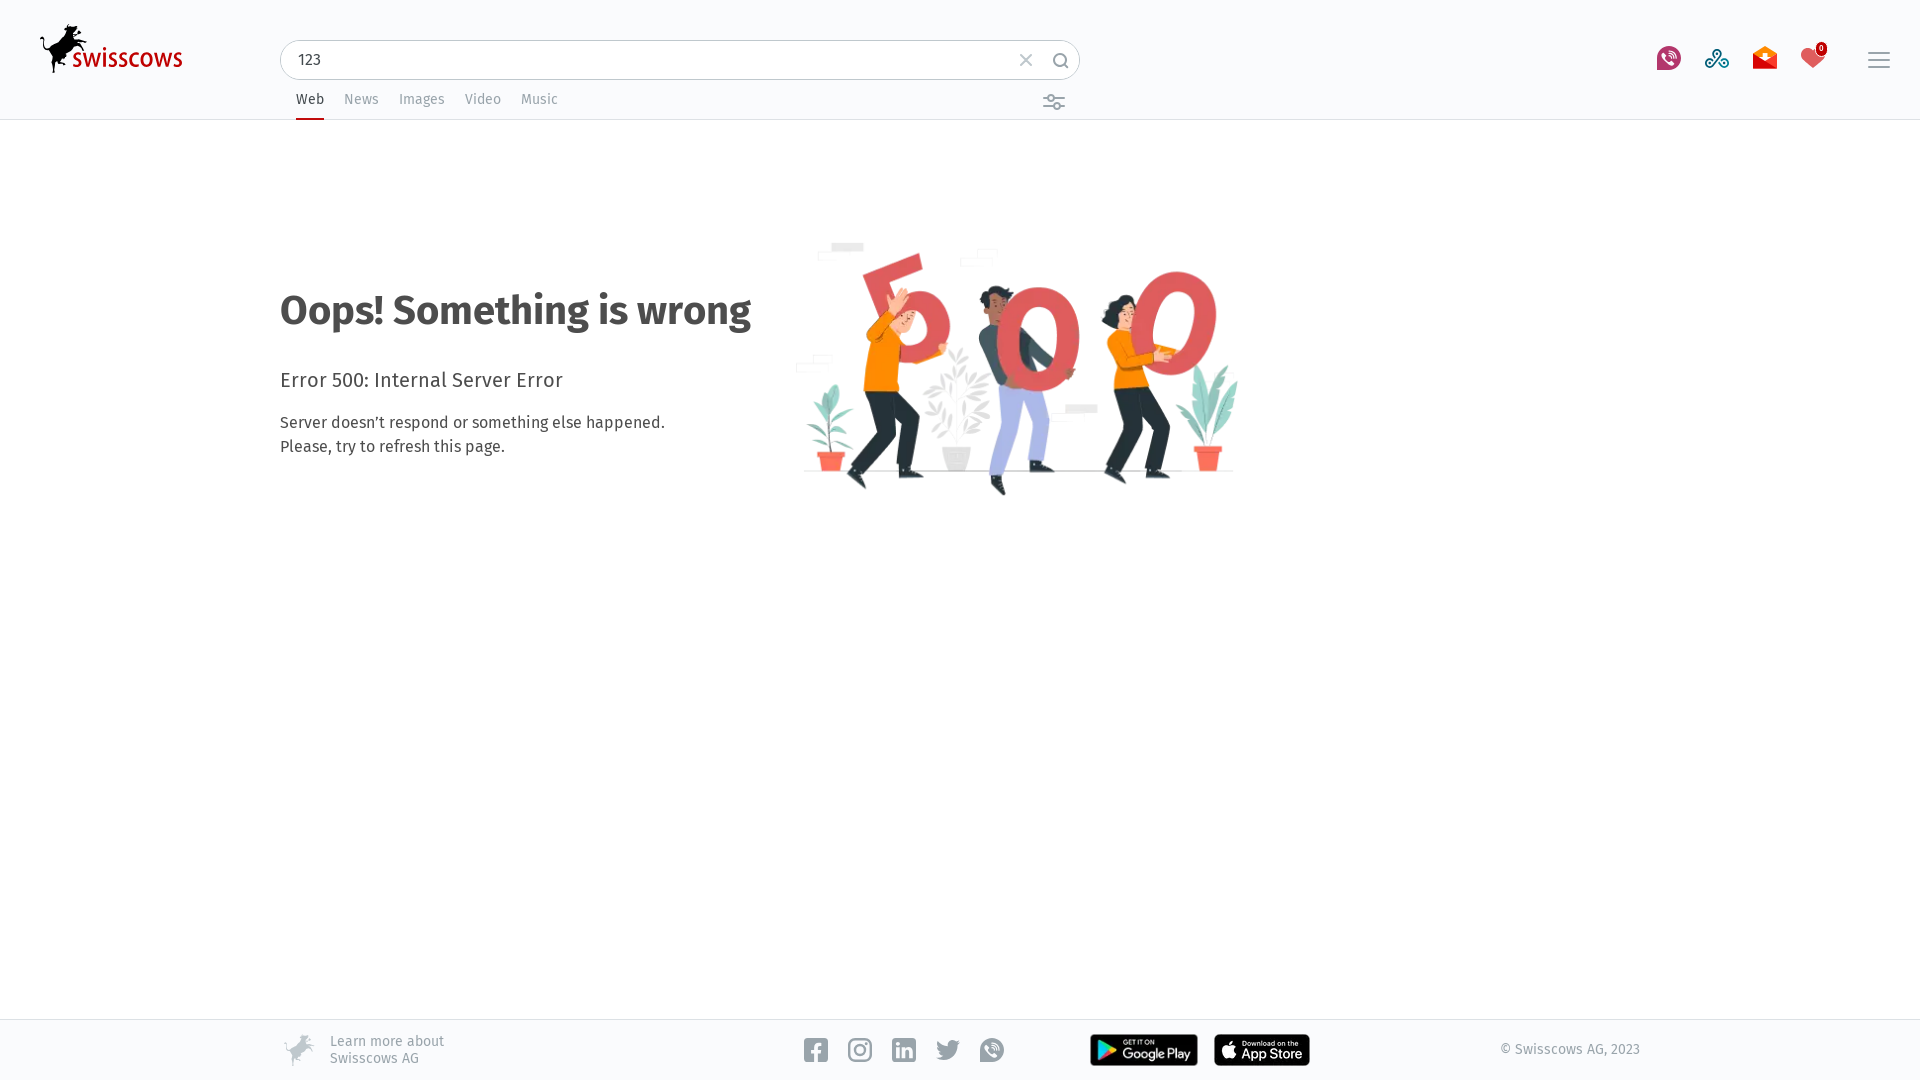 swisscows
123
0
Web News Images Video Music
500
Oops! Something is wrong
Error 500: Internal Server Error
Server doesn’t respond or something else happened.
Please, try to refresh this page.
Learn more about
Swisscows AG
GET IT ON
Google Play
Download on the
App Store
© Swisscows AG, 2023